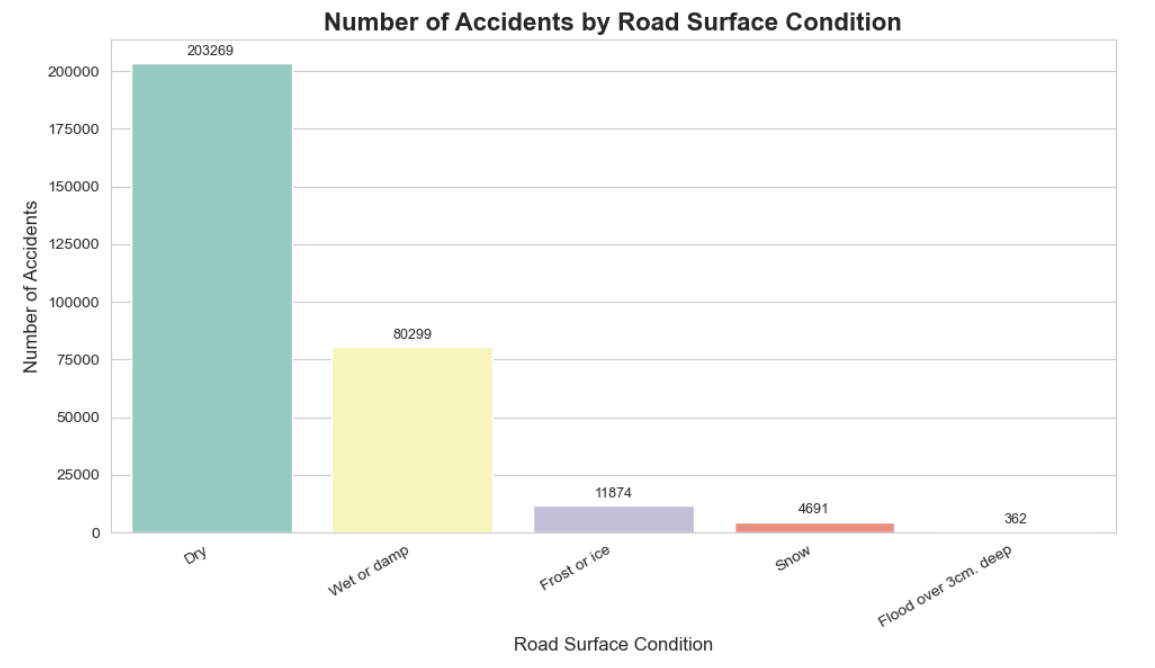 Number of Accidents by Road Surface Condition
203269
200000
175000
150000
125000
100000
75000
50000
25000
0
Number of Accidents
80299
11874
4691
362
Dry
Wet or damp
Frost or ice
Snow
Flood over 3cm. deep
Road Surface Condition